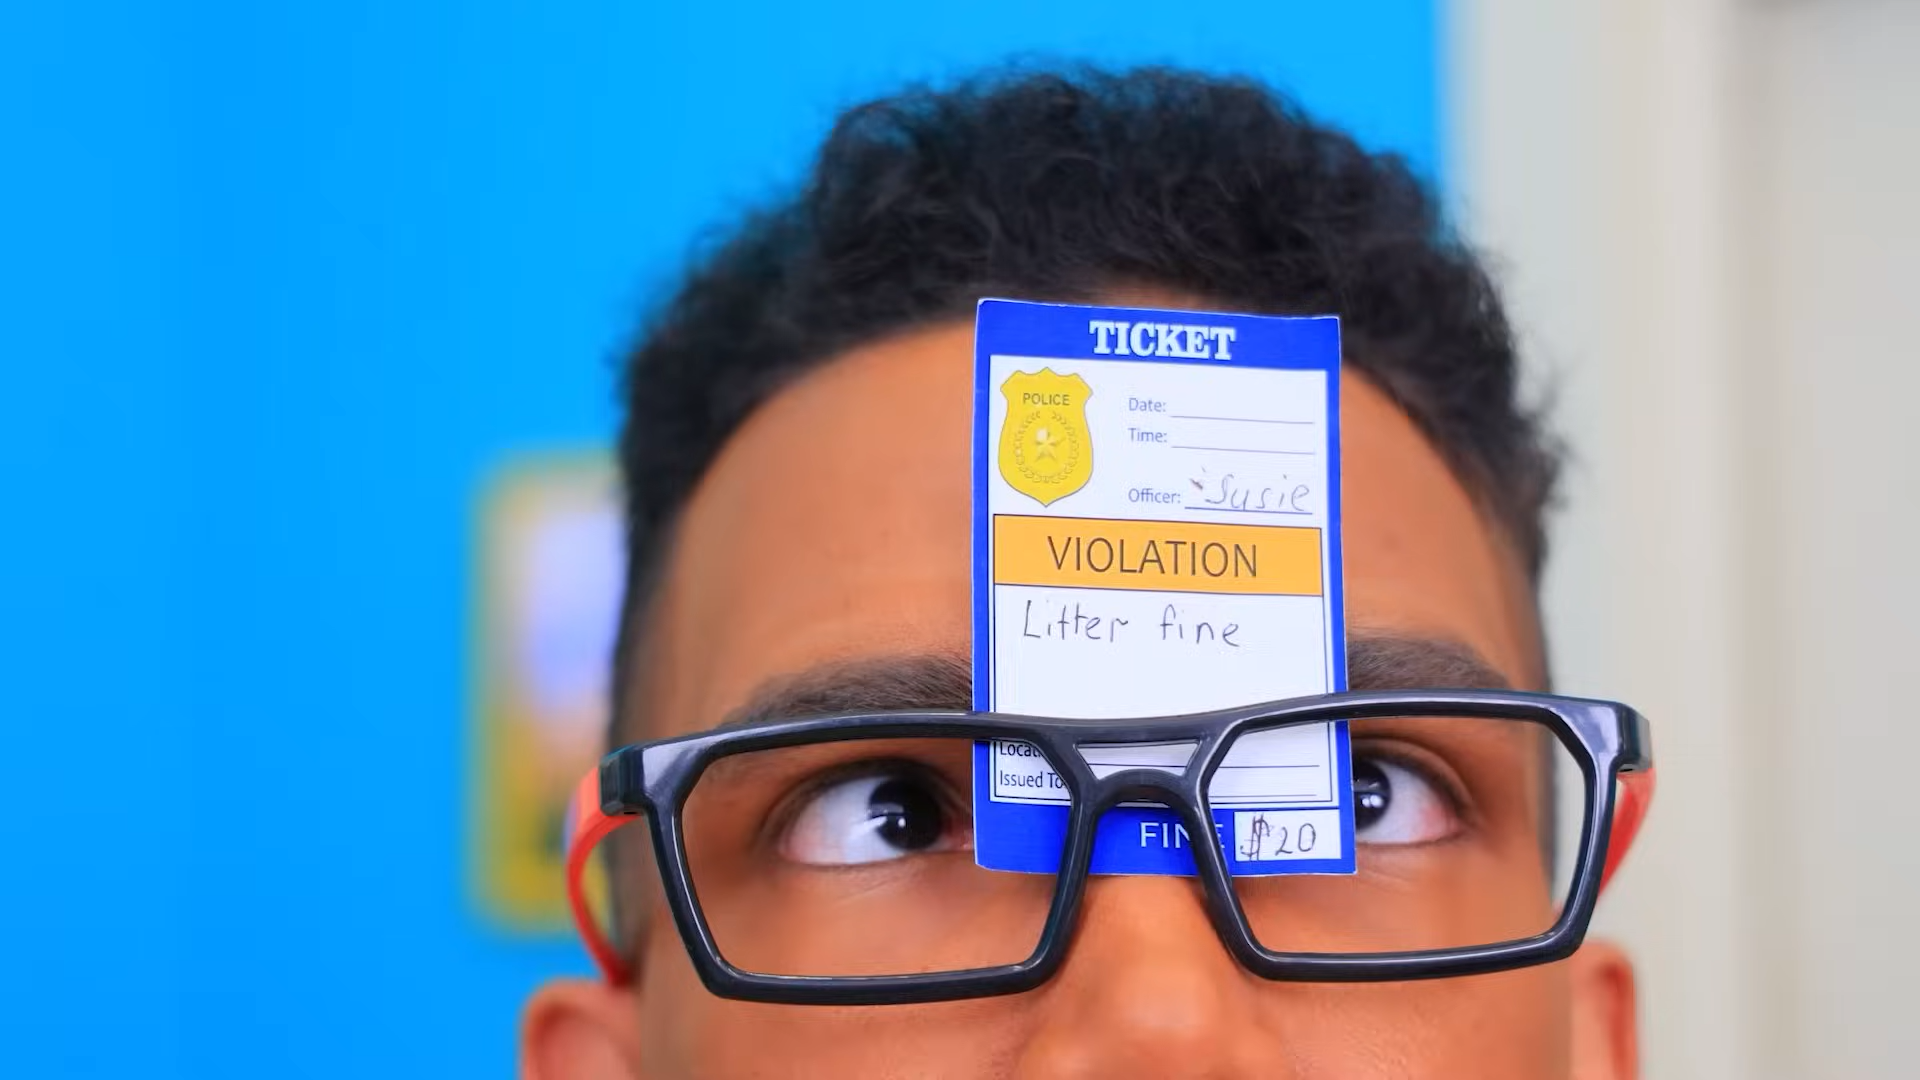 TICKET
POLICE
Date:
Time:
Officer: Susie
VIOLATION
Litter fine
Issued To
FINE $20